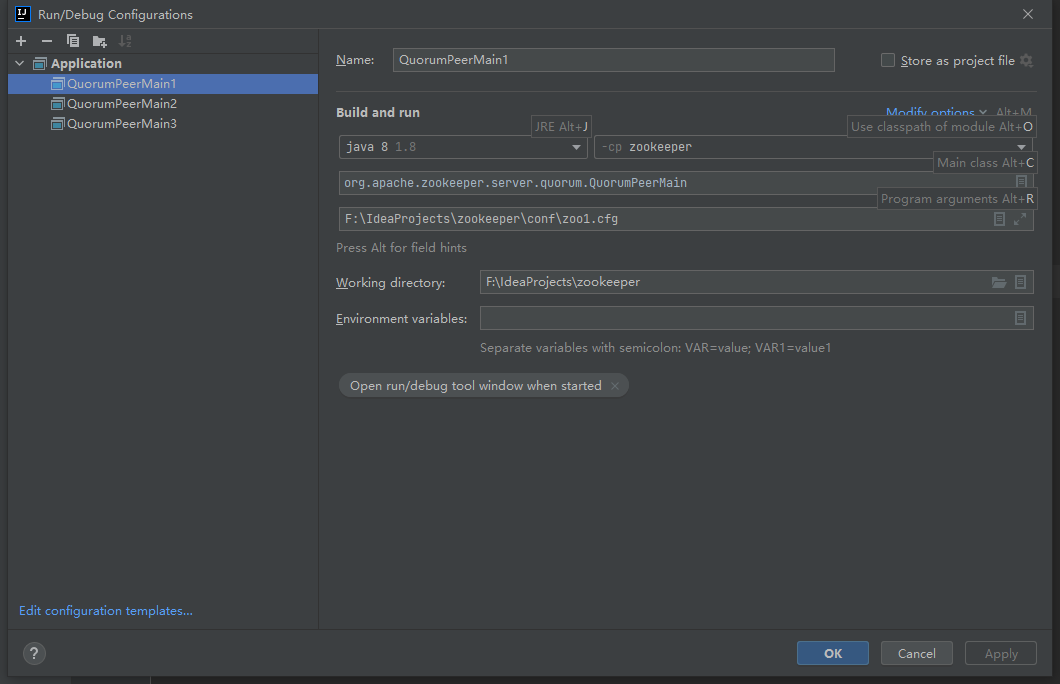 Run/Debug Configurations
Application
QuorumPeerMain1
QuorumPeerMain2
QuorumPeerMain3
Edit configuration templates...
Name: QuorumPeerMain1 Store as project file
Build and run Modify options Alt+M
JRE Alt+J Use classpath of module Alt+O
java 8 1.8 -cp zookeeper
Main class Alt+C
org.apache.zookeeper.server.quorum.QuorumPeerMain
Program arguments Alt+R
F:\IdeaProjects\zookeeper\conf\zoo1.cfg
Press Alt for field hints
Working directory: F:\IdeaProjects\zookeeper
Environment variables:
Separate variables with semicolon: VAR=value; VAR1=value1
Open run/debug tool window when started
? OK Cancel Apply